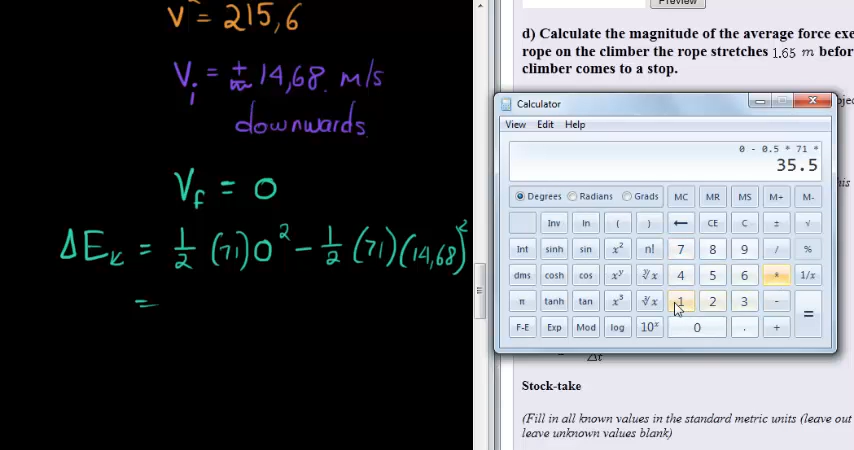 v² = 215,6
Vi = ± 14,68 m/s
downwards
Vf = 0
ΔEk = 1/2 (71) 0² - 1/2 (71) (14,68)²
=
Preview
d) Calculate the magnitude of the average force exe
rope on the climber the rope stretches 1.65 m befor
climber comes to a stop.
Calculator
View Edit Help
0 - 0.5 * 71 *
35.5
Degrees Radians Grads MC MR MS M+ M-
Inv ln ( ) ← CE C ± √
Int sinh sin x² n! 7 8 9 / %
dms cosh cos xʸ ʸ√x 4 5 6 * 1/x
π tanh tan x³ ³√x 1 2 3 - =
F-E Exp Mod log 10ˣ 0 . +
Δt
Stock-take
(Fill in all known values in the standard metric units (leave out
leave unknown values blank)